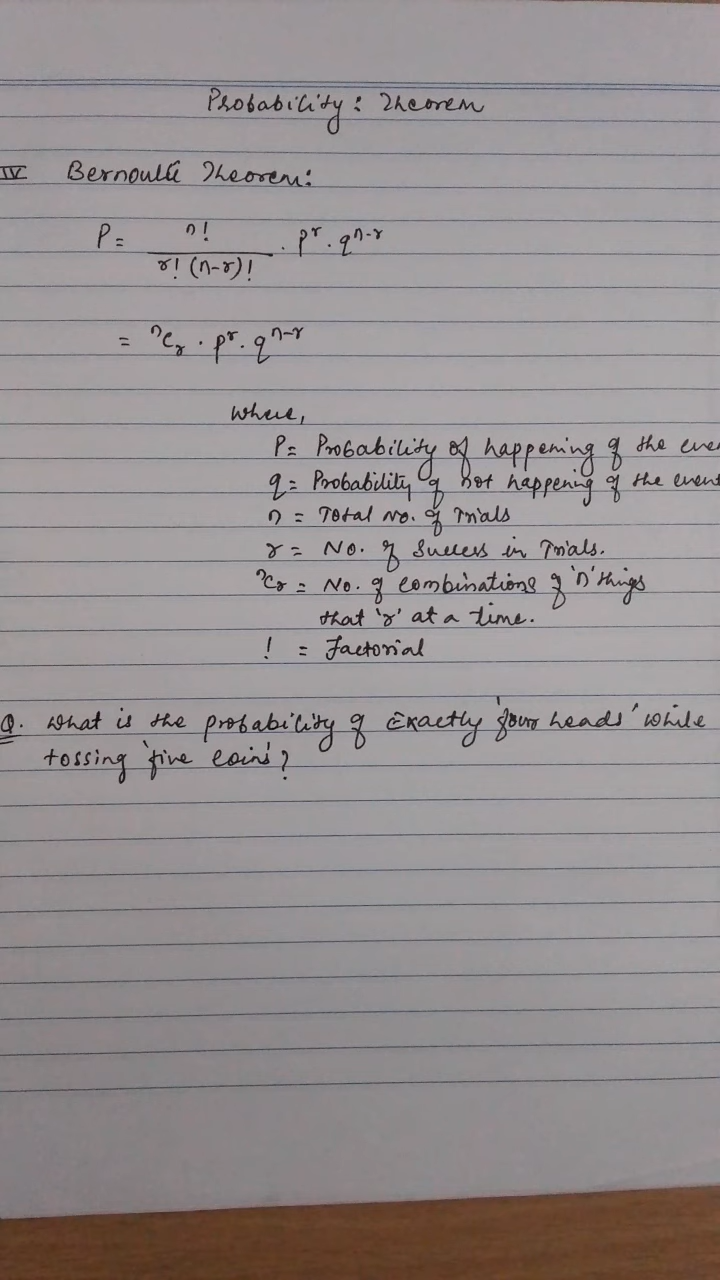 Probability: Theorem
IV Bernoulli Theorem:
P = n! / r! (n-r)! . p^r . q^n-r
= ⁿCᵣ . p^r . q^n-r
Where,
P = Probability of happening of the eve
q = Probability of not happening of the event
n = Total No. of Trials
r = No. of Success in Trials.
ⁿCᵣ = No. of combinations of 'n' things
that 'r' at a time.
! = Factorial
Q. What is the probability of Exactly 'four heads' while
tossing 'five coins'?